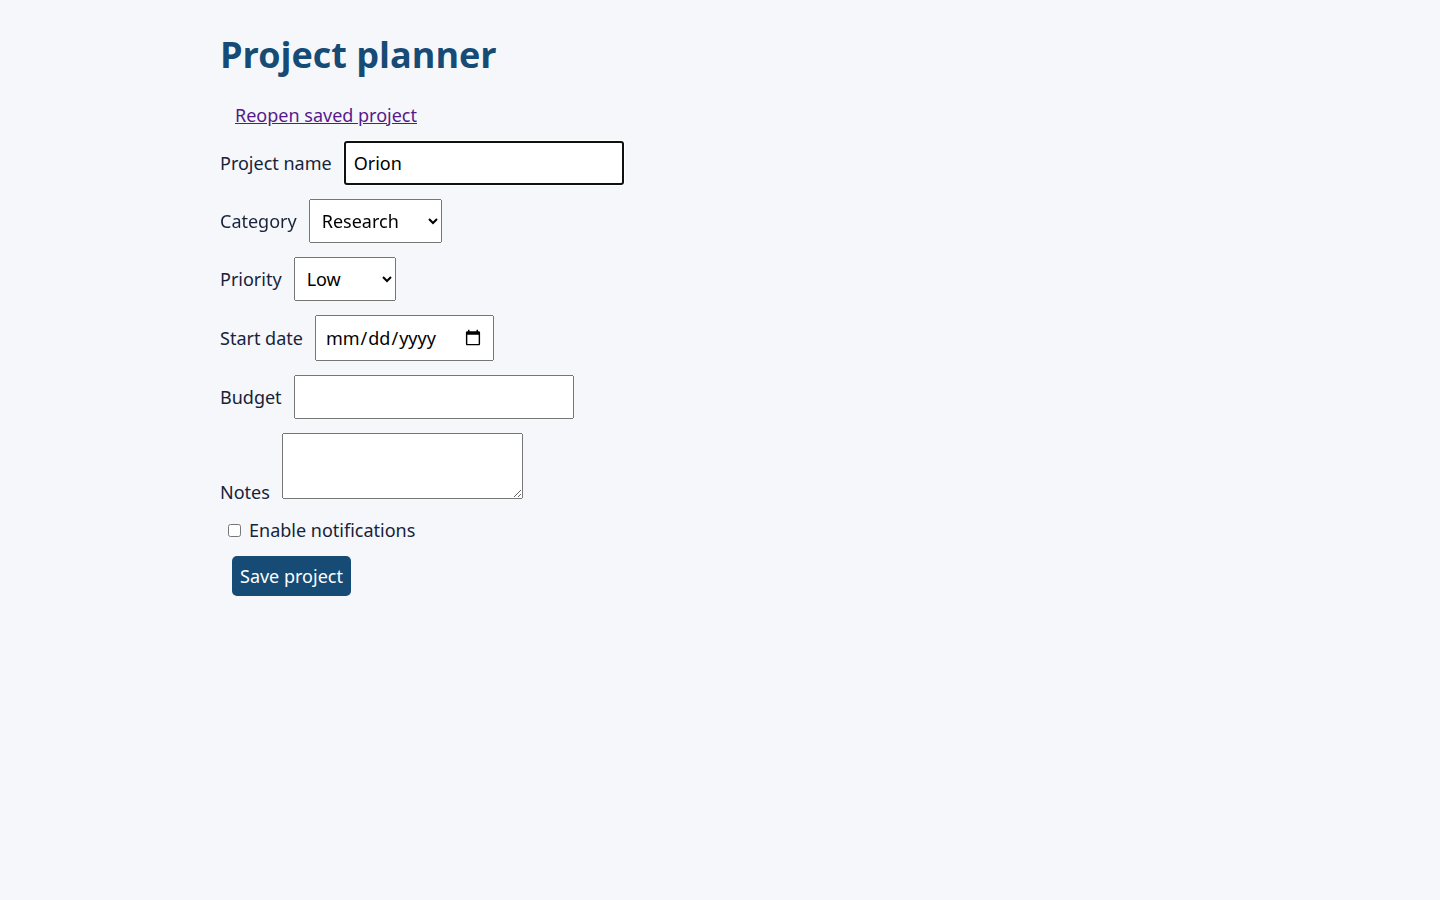 Project planner
Reopen saved project
Project name Orion
Category Research
Priority Low
Start date mm/dd/yyyy
Budget
Notes
Enable notifications
Save project